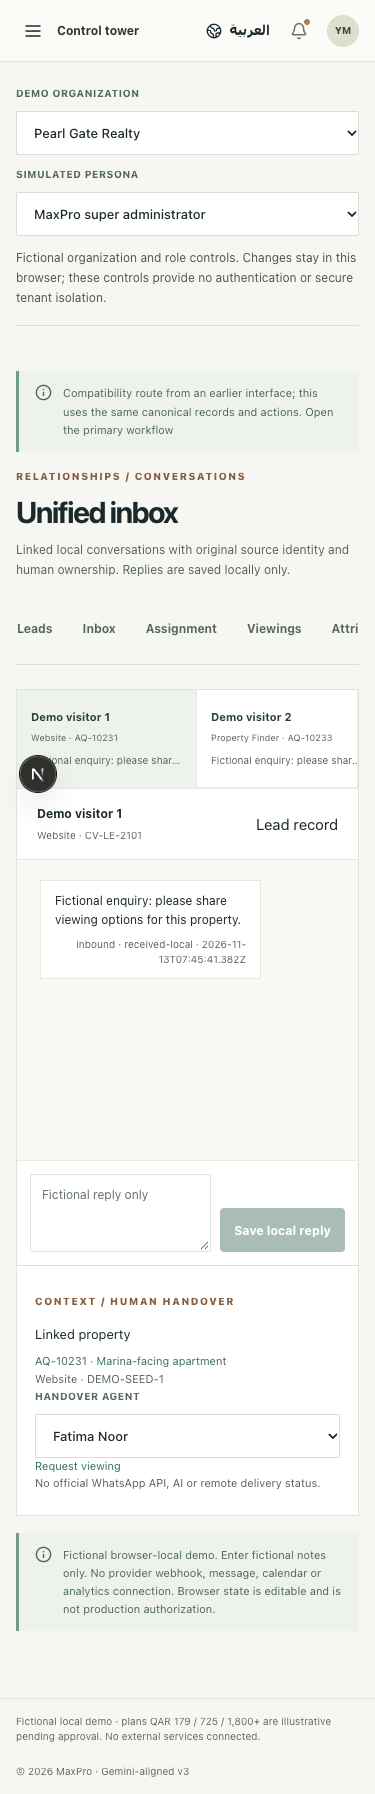 Control tower
العربية
YM
DEMO ORGANIZATION
Pearl Gate Realty
SIMULATED PERSONA
MaxPro super administrator
Fictional organization and role controls. Changes stay in this
browser; these controls provide no authentication or secure
tenant isolation.
Compatibility route from an earlier interface; this
uses the same canonical records and actions. Open
the primary workflow
RELATIONSHIPS / CONVERSATIONS
Unified inbox
Linked local conversations with original source identity and
human ownership. Replies are saved locally only.
Leads Inbox Assignment Viewings Attri
Demo visitor 1
Website · AQ-10231
onal enquiry: please shar...
Demo visitor 2
Property Finder · AQ-10233
Fictional enquiry: please shar...
N
Demo visitor 1
Website · CV-LE-2101
Lead record
Fictional enquiry: please share
viewing options for this property.
inbound · received-local · 2026-11-
13T07:45:41.382Z
Fictional reply only
Save local reply
CONTEXT / HUMAN HANDOVER
Linked property
AQ-10231 · Marina-facing apartment
Website · DEMO-SEED-1
HANDOVER AGENT
Fatima Noor
Request viewing
No official WhatsApp API, AI or remote delivery status.
Fictional browser-local demo. Enter fictional notes
only. No provider webhook, message, calendar or
analytics connection. Browser state is editable and is
not production authorization.
Fictional local demo · plans QAR 179 / 725 / 1,800+ are illustrative
pending approval. No external services connected.
© 2026 MaxPro · Gemini-aligned v3